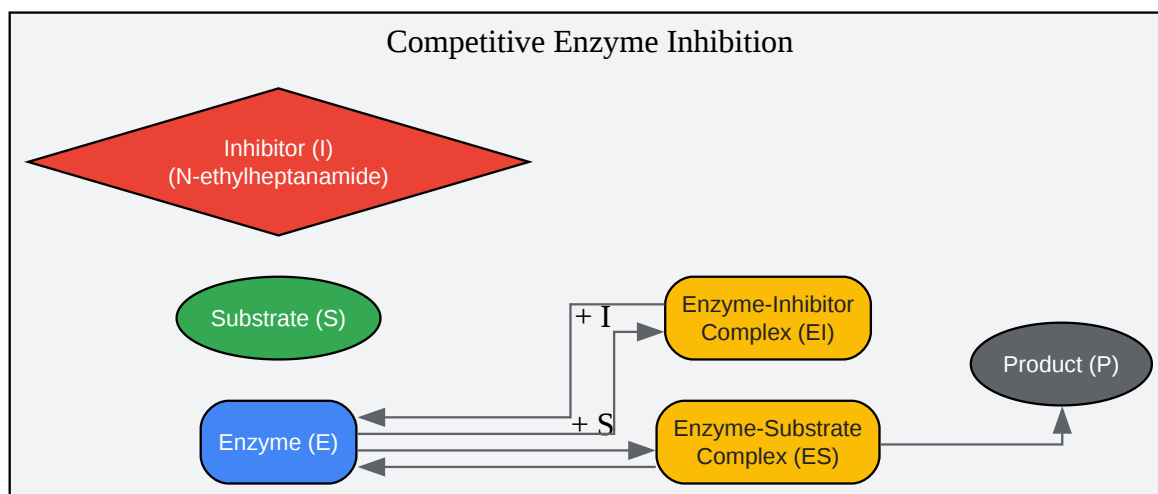 Competitive Enzyme Inhibition
Inhibitor (I)
(N-ethylheptanamide)
Substrate (S)
+ I
Enzyme-Inhibitor
Complex (EI)
Product (P)
Enzyme (E)
+ S
Enzyme-Substrate
Complex (ES)